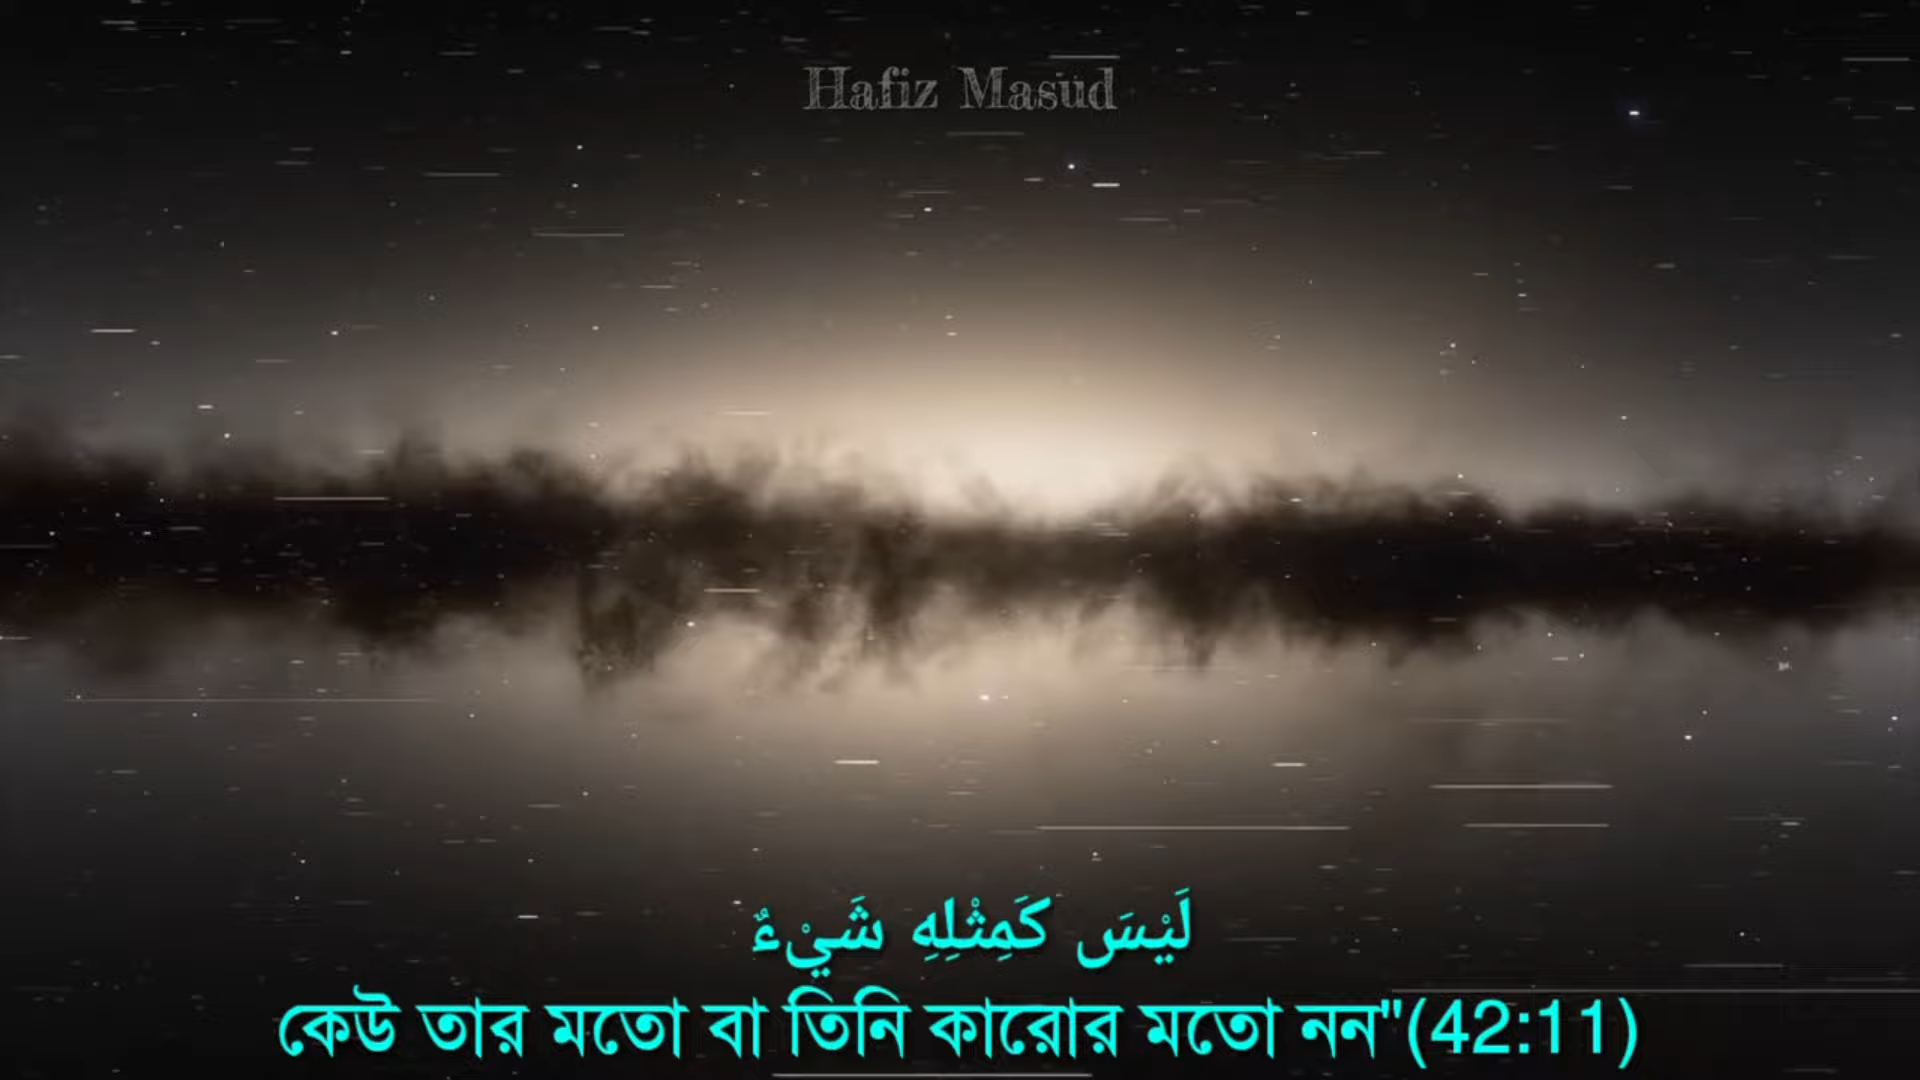 Hafiz Masud
لَيْسَ كَمِثْلِهِ شَيْءٌ
কেউ তার মতো বা তিনি কারোর মতো নন"(42:11)